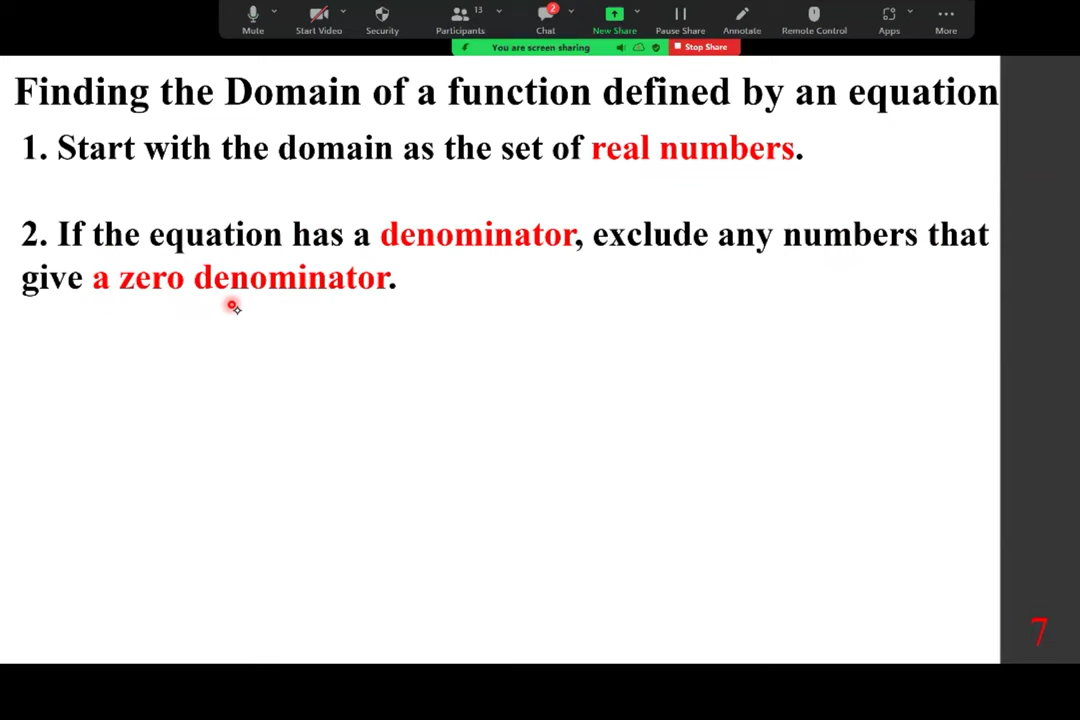 13
2
Mute
Start Video
Security
Participants
Chat
New Share
Pause Share
Annotate
Remote Control
Apps
More
You are screen sharing
Stop Share
Finding the Domain of a function defined by an equation
1. Start with the domain as the set of real numbers.
2. If the equation has a denominator, exclude any numbers that
give a zero denominator.
7